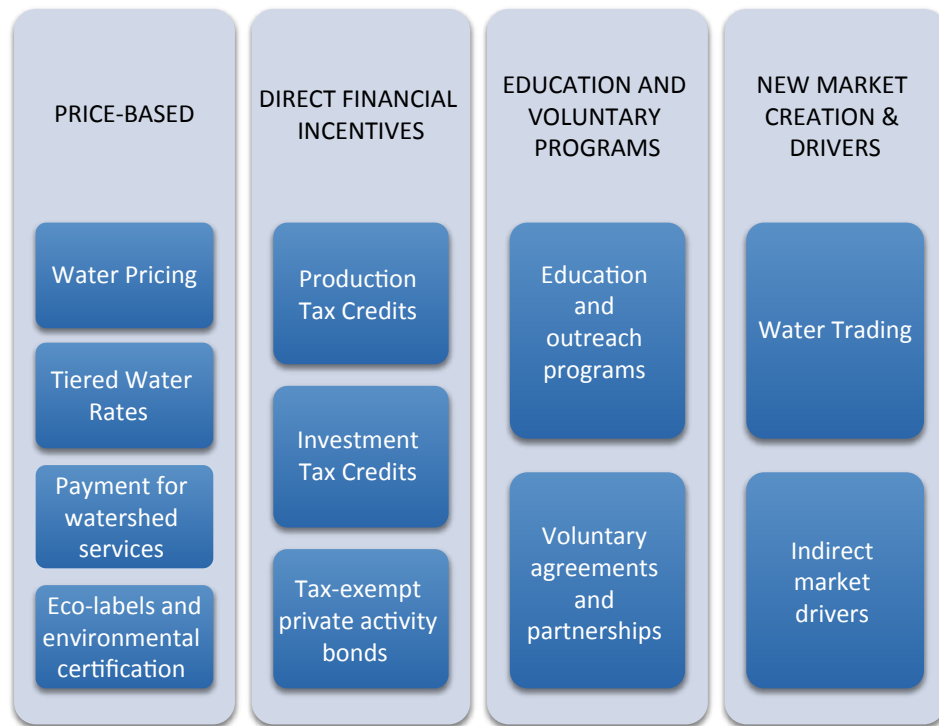 PRICE-BASED
Water Pricing
Tiered Water
Rates
Payment for
watershed
services
Eco-labels and
environmental
certification
DIRECT FINANCIAL
INCENTIVES
Production
Tax Credits
Investment
Tax Credits
Tax-exempt
private activity
bonds
EDUCATION AND
VOLUNTARY
PROGRAMS
Education
and
outreach
programs
Voluntary
agreements
and
partnerships
NEW MARKET
CREATION &
DRIVERS
Water Trading
Indirect
market
drivers